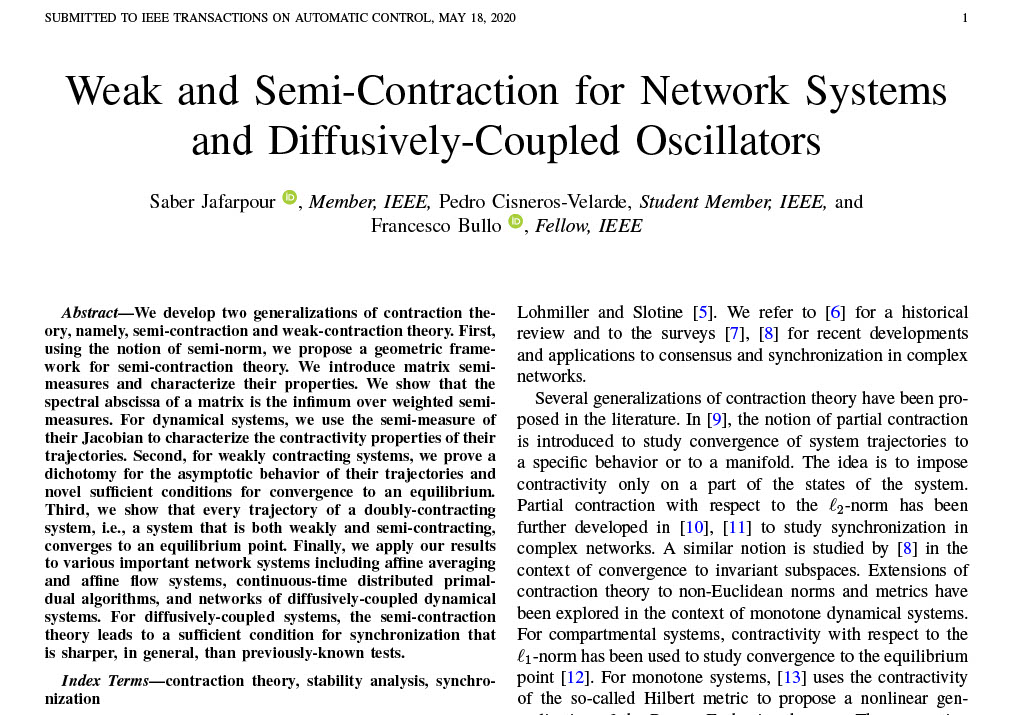 SUBMITTED TO IEEE TRANSACTIONS ON AUTOMATIC CONTROL, MAY 18, 2020 1
Weak and Semi-Contraction for Network Systems
and Diffusively-Coupled Oscillators
Saber Jafarpour iD, Member, IEEE, Pedro Cisneros-Velarde, Student Member, IEEE, and
Francesco Bullo iD, Fellow, IEEE
Abstract—We develop two generalizations of contraction the-
ory, namely, semi-contraction and weak-contraction theory. First,
using the notion of semi-norm, we propose a geometric frame-
work for semi-contraction theory. We introduce matrix semi-
measures and characterize their properties. We show that the
spectral abscissa of a matrix is the infimum over weighted semi-
measures. For dynamical systems, we use the semi-measure of
their Jacobian to characterize the contractivity properties of their
trajectories. Second, for weakly contracting systems, we prove a
dichotomy for the asymptotic behavior of their trajectories and
novel sufficient conditions for convergence to an equilibrium.
Third, we show that every trajectory of a doubly-contracting
system, i.e., a system that is both weakly and semi-contracting,
converges to an equilibrium point. Finally, we apply our results
to various important network systems including affine averaging
and affine flow systems, continuous-time distributed primal-
dual algorithms, and networks of diffusively-coupled dynamical
systems. For diffusively-coupled systems, the semi-contraction
theory leads to a sufficient condition for synchronization that
is sharper, in general, than previously-known tests.
Index Terms—contraction theory, stability analysis, synchro-
nization
Lohmiller and Slotine [5]. We refer to [6] for a historical
review and to the surveys [7], [8] for recent developments
and applications to consensus and synchronization in complex
networks.
Several generalizations of contraction theory have been pro-
posed in the literature. In [9], the notion of partial contraction
is introduced to study convergence of system trajectories to
a specific behavior or to a manifold. The idea is to impose
contractivity only on a part of the states of the system.
Partial contraction with respect to the ℓ₂-norm has been
further developed in [10], [11] to study synchronization in
complex networks. A similar notion is studied by [8] in the
context of convergence to invariant subspaces. Extensions of
contraction theory to non-Euclidean norms and metrics have
been explored in the context of monotone dynamical systems.
For compartmental systems, contractivity with respect to the
ℓ₁-norm has been used to study convergence to the equilibrium
point [12]. For monotone systems, [13] uses the contractivity
of the so-called Hilbert metric to propose a nonlinear gen-